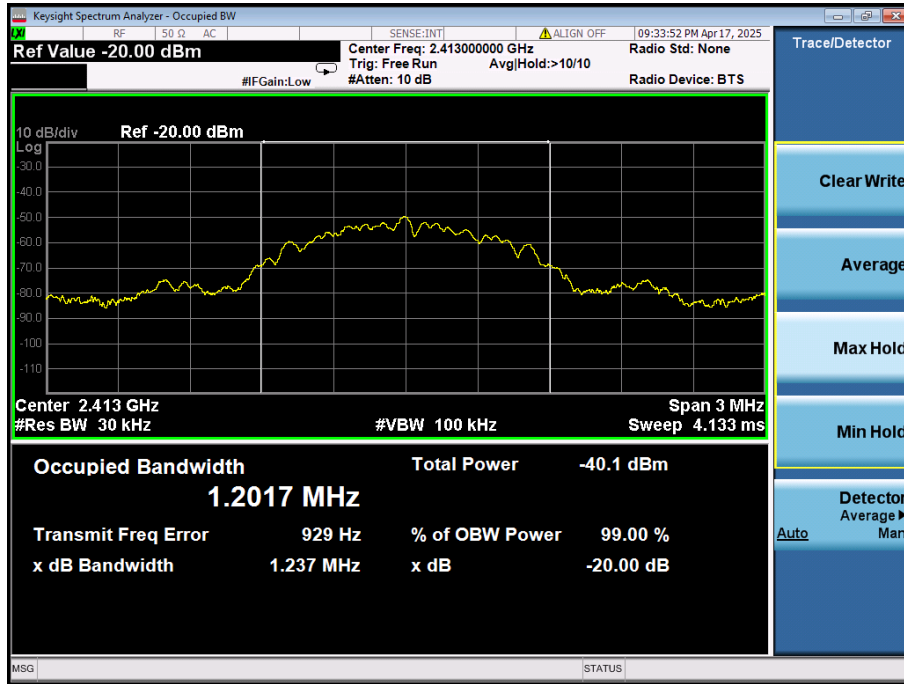 Keysight Spectrum Analyzer - Occupied BW
LXI RF 50 Ω AC SENSE:INT ALIGN OFF 09:33:52 PM Apr 17, 2025
Ref Value -20.00 dBm
Center Freq: 2.413000000 GHz
Radio Std: None
Trig: Free Run Avg|Hold:>10/10
#IFGain:Low
#Atten: 10 dB
Radio Device: BTS
10 dB/div Ref -20.00 dBm
Log
-30.0
-40.0
-50.0
-60.0
-70.0
-80.0
-90.0
-100
-110
Center 2.413 GHz Span 3 MHz
#Res BW 30 kHz #VBW 100 kHz Sweep 4.133 ms
Occupied Bandwidth Total Power -40.1 dBm
1.2017 MHz
Transmit Freq Error 929 Hz % of OBW Power 99.00 %
x dB Bandwidth 1.237 MHz x dB -20.00 dB
MSG STATUS
Trace/Detector
Clear Write
Average
Max Hold
Min Hold
Detector
Average
Auto Man